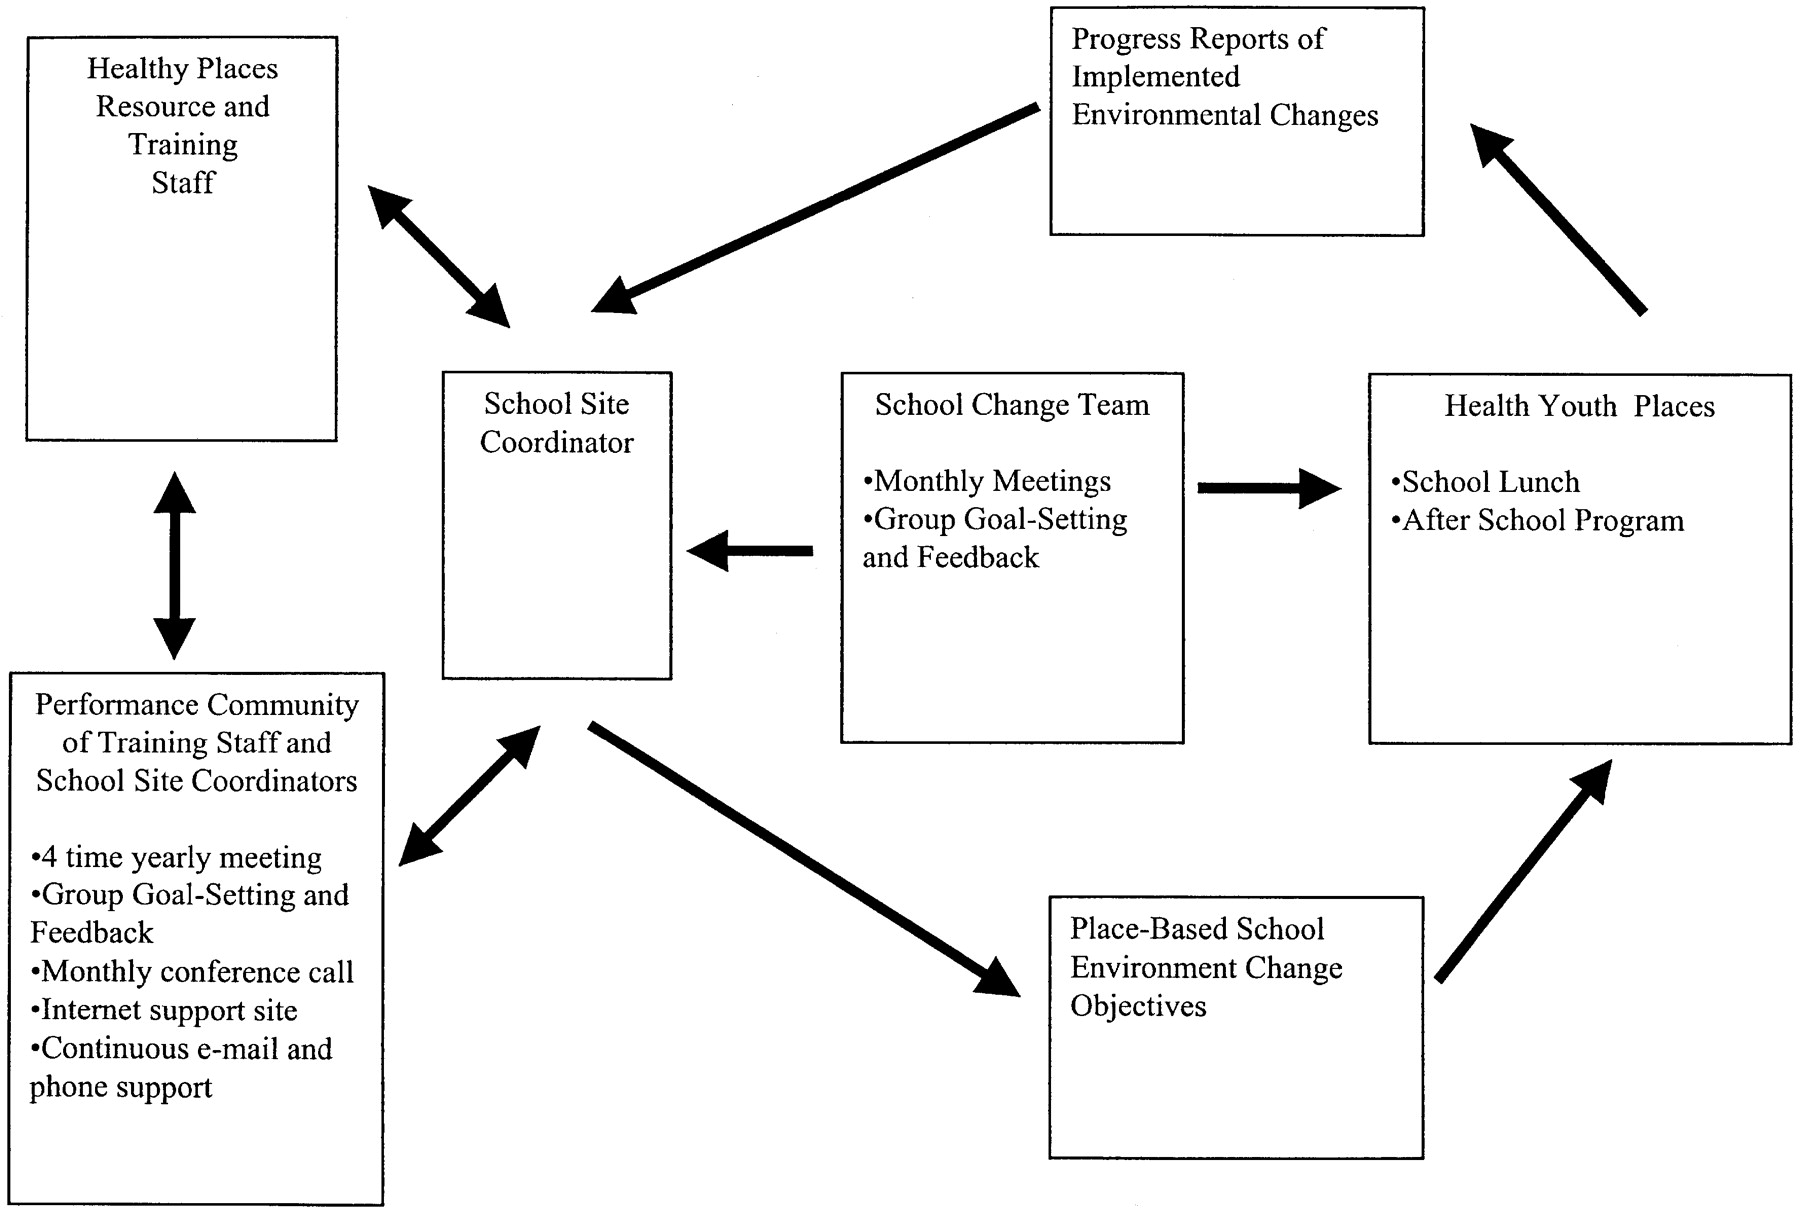 Healthy Places
Resource and
Training
Staff
Progress Reports of
Implemented
Environmental Changes
School Site
Coordinator
School Change Team
•Monthly Meetings
•Group Goal-Setting
and Feedback
Health Youth  Places
•School Lunch
•After School Program
Performance Community
of Training Staff and
School Site Coordinators
•4 time yearly meeting
•Group Goal-Setting and
Feedback
•Monthly conference call
•Internet support site
•Continuous e-mail and
phone support
Place-Based School
Environment Change
Objectives